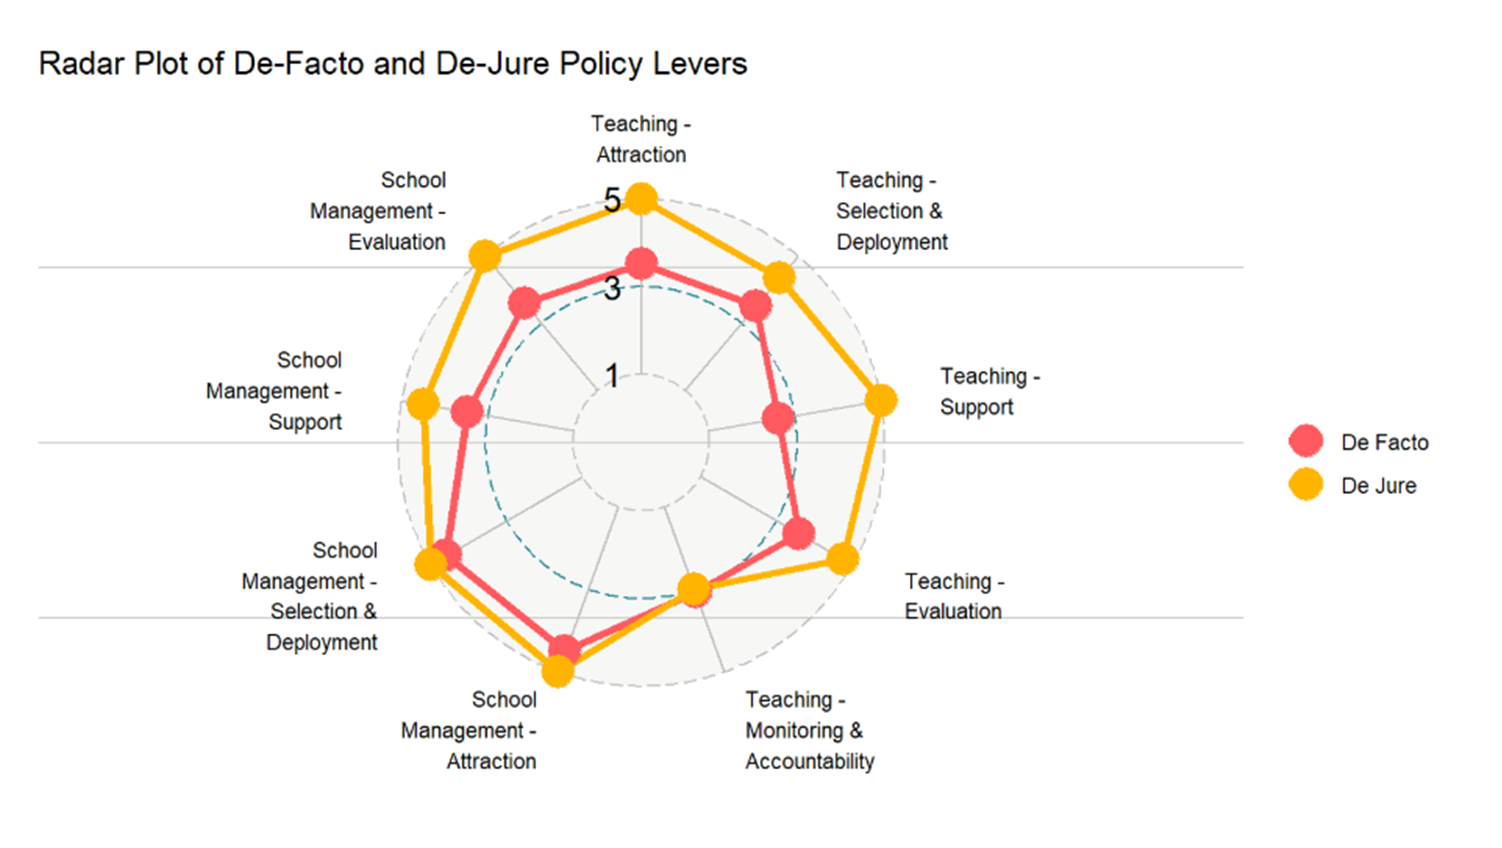 Radar Plot of De-Facto and De-Jure Policy Levers
Teaching -
Attraction
Teaching -
Selection &
Deployment
Teaching -
Support
Teaching -
Evaluation
Teaching -
Monitoring &
Accountability
School
Management -
Attraction
School
Management -
Selection &
Deployment
School
Management -
Support
School
Management -
Evaluation
5
3
1
De Facto
De Jure